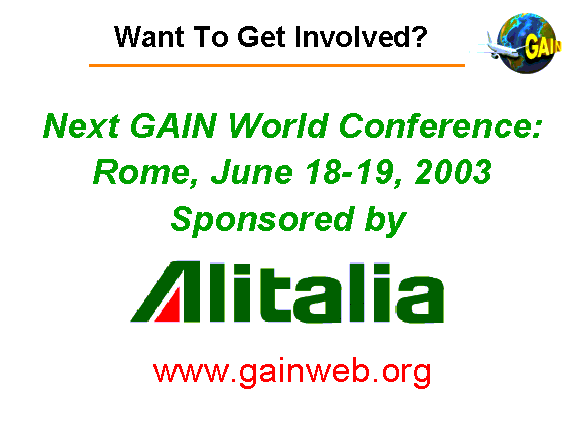 Want To Get Involved?
GAIN
Next GAIN World Conference:
Rome, June 18-19, 2003
Sponsored by
Alitalia
www.gainweb.org